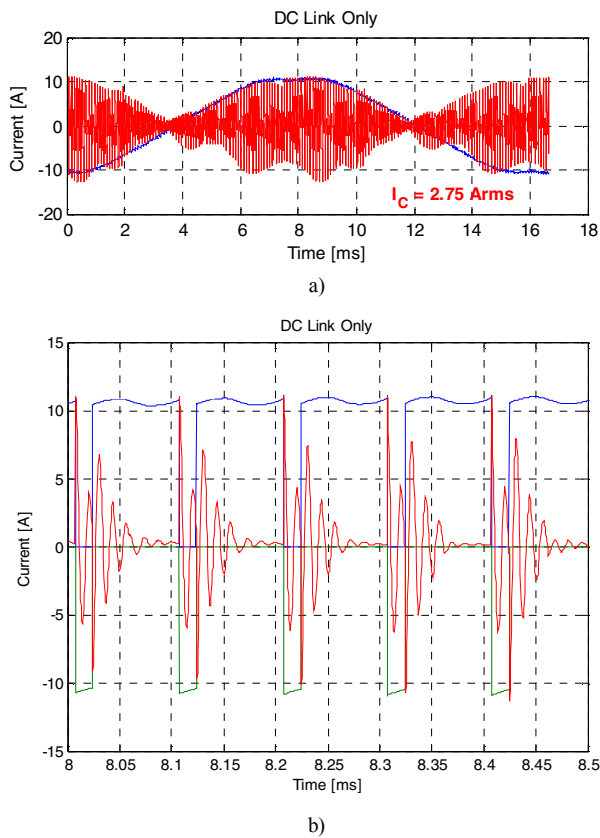 DC Link Only
20
10
0
-10
-20
Current [A]
I_C = 2.75 Arms
0 2 4 6 8 10 12 14 16 18
Time [ms]
a)
DC Link Only
15
10
5
0
-5
-10
-15
Current [A]
8 8.05 8.1 8.15 8.2 8.25 8.3 8.35 8.4 8.45 8.5
Time [ms]
b)